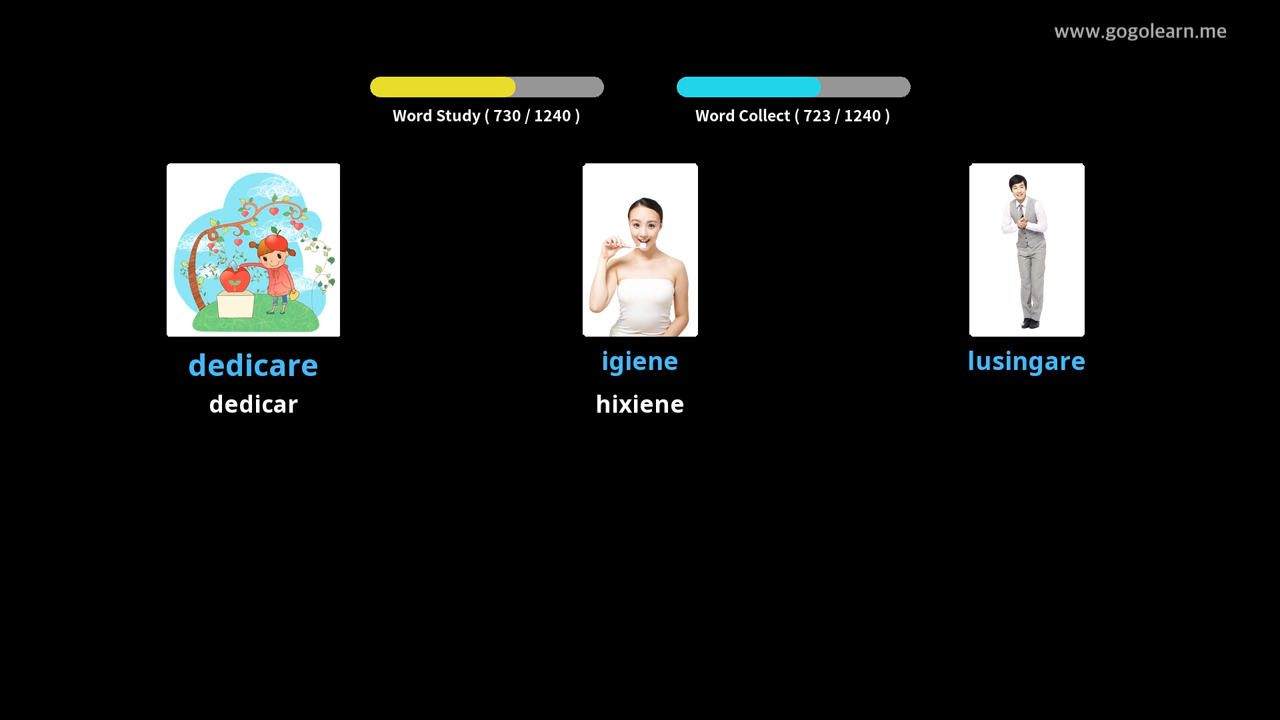 www.gogolearn.me
Word Study ( 730 / 1240 )
Word Collect ( 723 / 1240 )
dedicare
igiene
lusingare
dedicar
hixiene